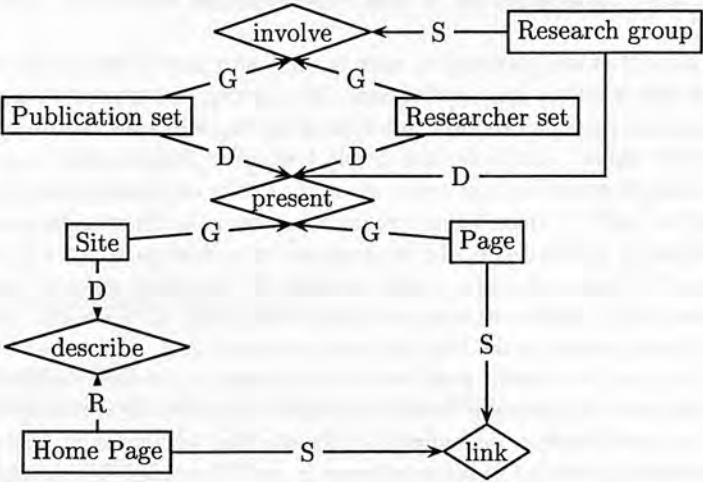 involve
S
Research group
G
G
Publication set
Researcher set
D
D
D
present
Site
G
G
Page
D
S
describe
R
Home Page
S
link